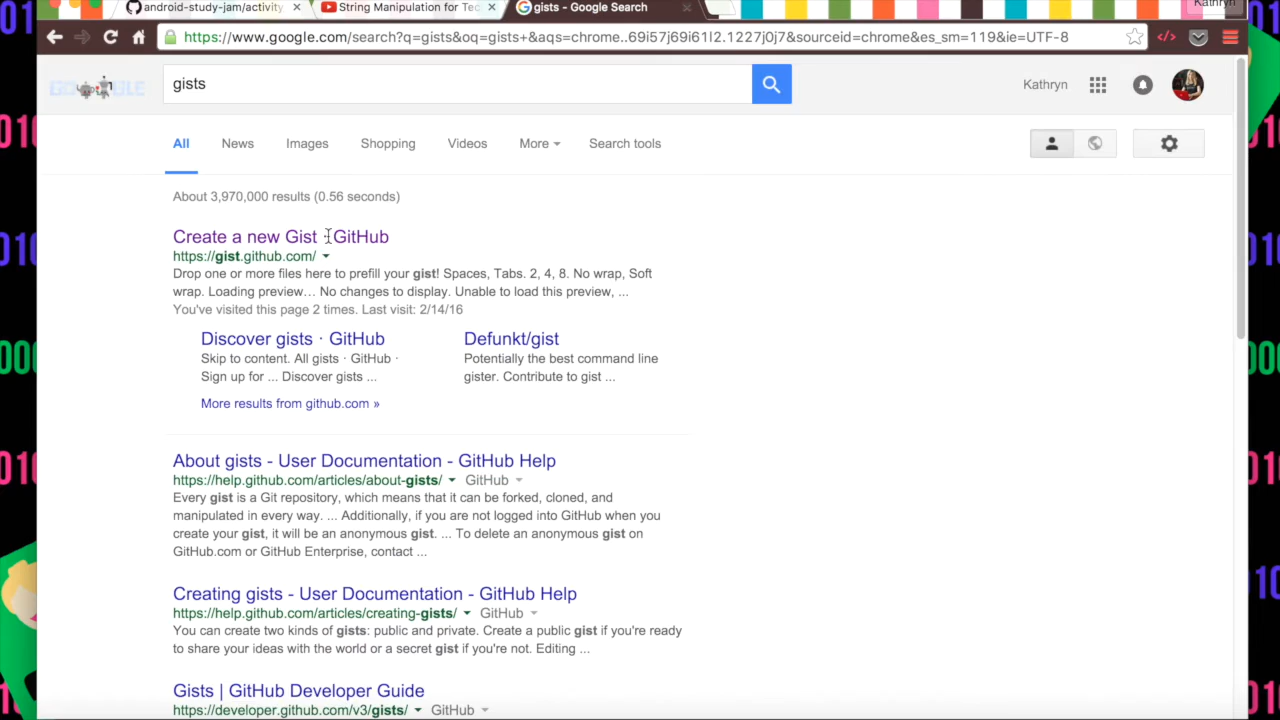 android-study-jam/activity
String Manipulation for Tec
gists - Google Search
Kathryn
https://www.google.com/search?q=gists&oq=gists+&aqs=chrome..69i57j69i61l2.1227j0j7&sourceid=chrome&es_sm=119&ie=UTF-8
gists
Kathryn
All News Images Shopping Videos More Search tools
About 3,970,000 results (0.56 seconds)
Create a new Gist · GitHub
https://gist.github.com/
Drop one or more files here to prefill your gist! Spaces, Tabs. 2, 4, 8. No wrap, Soft
wrap. Loading preview… No changes to display. Unable to load this preview, ...
You've visited this page 2 times. Last visit: 2/14/16
Discover gists · GitHub
Skip to content. All gists · GitHub ·
Sign up for ... Discover gists ...
Defunkt/gist
Potentially the best command line
gister. Contribute to gist ...
More results from github.com »
About gists - User Documentation - GitHub Help
https://help.github.com/articles/about-gists/ GitHub
Every gist is a Git repository, which means that it can be forked, cloned, and
manipulated in every way. ... Additionally, if you are not logged into GitHub when you
create your gist, it will be an anonymous gist. ... To delete an anonymous gist on
GitHub.com or GitHub Enterprise, contact ...
Creating gists - User Documentation - GitHub Help
https://help.github.com/articles/creating-gists/ GitHub
You can create two kinds of gists: public and private. Create a public gist if you're ready
to share your ideas with the world or a secret gist if you're not. Editing ...
Gists | GitHub Developer Guide
https://developer.github.com/v3/gists/ GitHub